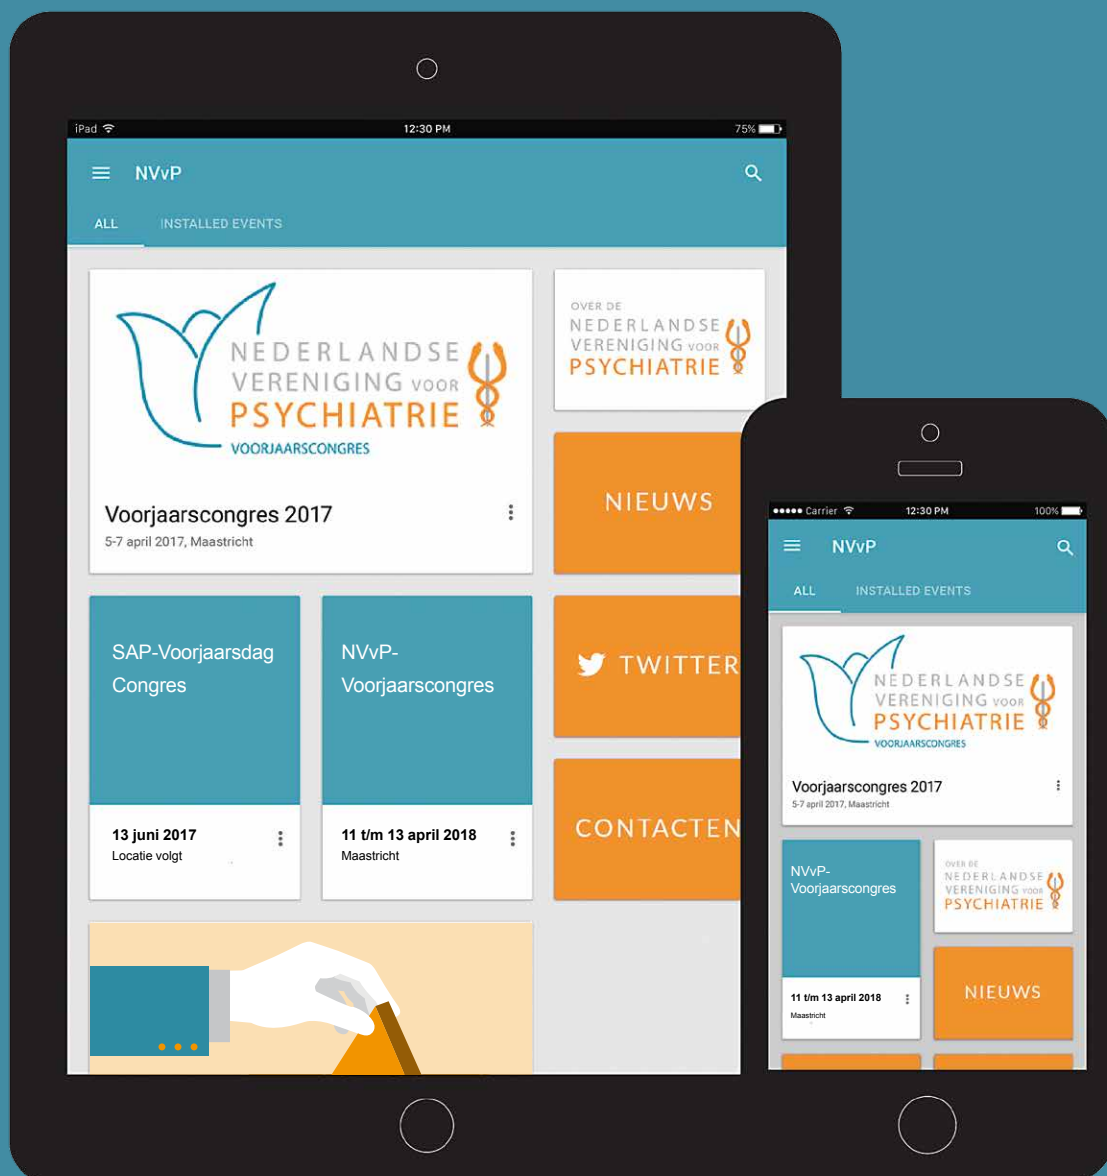 iPad 12:30 PM 75%
NVvP
ALL INSTALLED EVENTS
NEDERLANDSE
VERENIGING VOOR
PSYCHIATRIE
VOORJAARSCONGRES
Voorjaarscongres 2017
5-7 april 2017, Maastricht
OVER DE
NEDERLANDSE
VERENIGING VOOR
PSYCHIATRIE
NIEUWS
SAP-Voorjaarsdag
Congres
13 juni 2017
Locatie volgt
NVvP-
Voorjaarscongres
11 t/m 13 april 2018
Maastricht
TWITTER
CONTACTEN
Carrier 12:30 PM 100%
NVvP
ALL INSTALLED EVENTS
NEDERLANDSE
VERENIGING VOOR
PSYCHIATRIE
VOORJAARSCONGRES
Voorjaarscongres 2017
5-7 april 2017, Maastricht
NVvP-
Voorjaarscongres
11 t/m 13 april 2018
Maastricht
OVER DE
NEDERLANDSE
VERENIGING VOOR
PSYCHIATRIE
NIEUWS